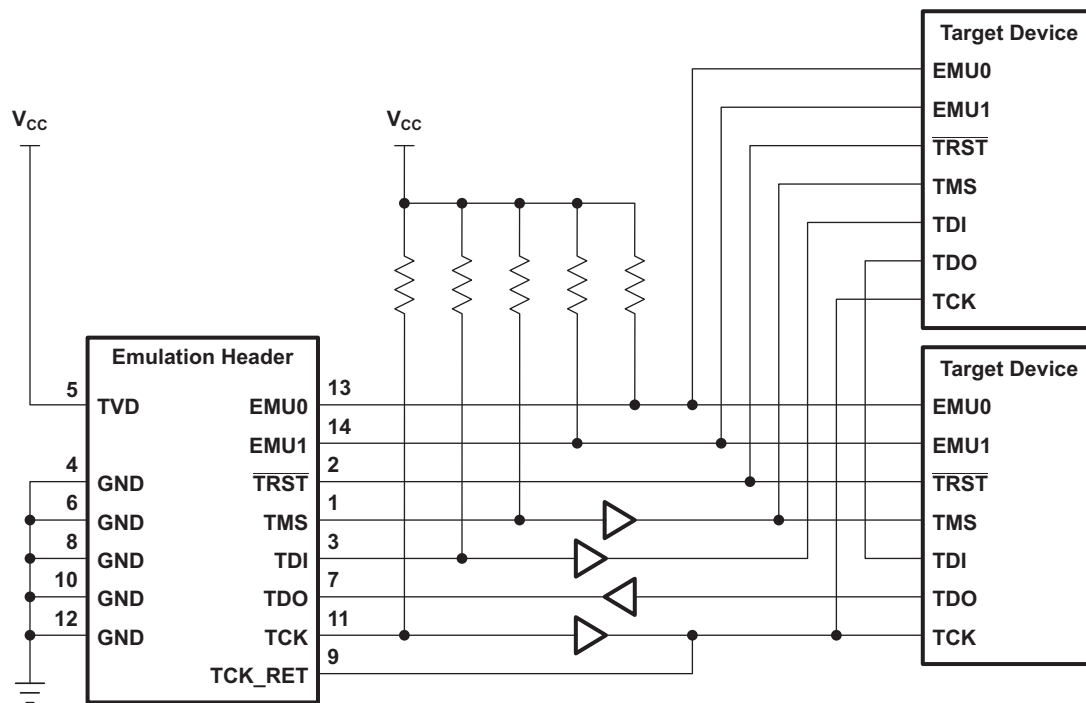 Target Device
EMU0
EMU1
TRST
TMS
TDI
TDO
TCK
VCC
VCC
Emulation Header
5
TVD
4
GND
6
GND
8
GND
10
GND
12
GND
EMU0
13
EMU1
14
TRST
2
TMS
1
TDI
3
TDO
7
TCK
11
TCK_RET
9
Target Device
EMU0
EMU1
TRST
TMS
TDI
TDO
TCK